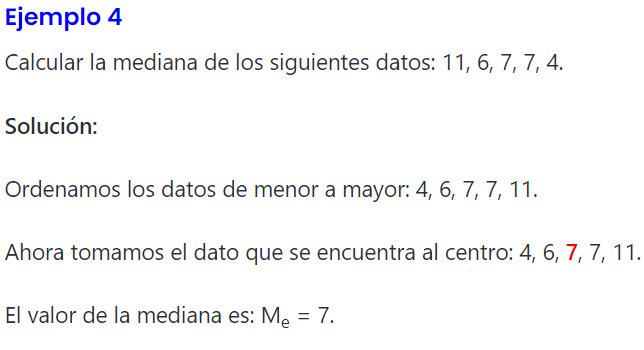 Ejemplo 4
Calcular la mediana de los siguientes datos: 11, 6, 7, 7, 4.
Solución:
Ordenamos los datos de menor a mayor: 4, 6, 7, 7, 11.
Ahora tomamos el dato que se encuentra al centro: 4, 6, 7, 7, 11.
El valor de la mediana es: Mₑ = 7.